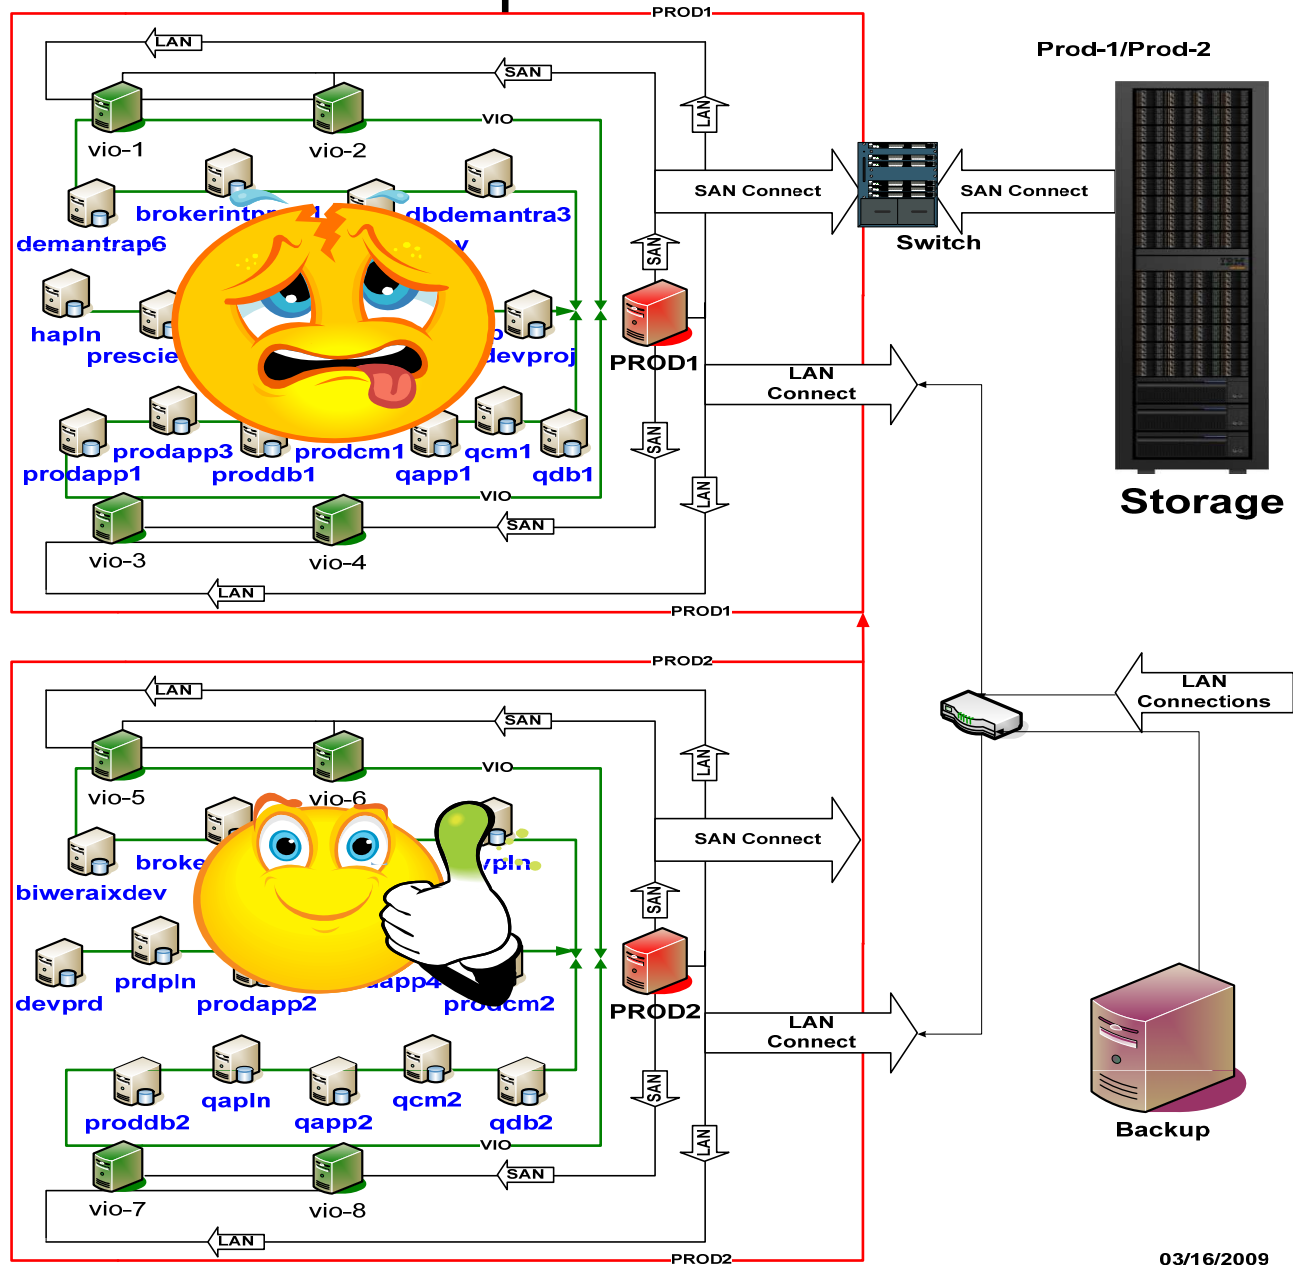 PROD1
LAN
Prod-1/Prod-2
SAN
LAN
VIO
vio-1
vio-2
SAN Connect
SAN Connect
dbdemantra3
demantrap6
Switch
SAN
IBM
hapln
devproj
PROD1
LAN
Connect
SAN
prodapp3
prodcm1
qcm1
prodapp1
proddb1
qapp1
qdb1
LAN
VIO
Storage
SAN
vio-3
vio-4
LAN
PROD1
PROD2
LAN
LAN
Connections
SAN
LAN
VIO
vio-5
vio-6
SAN Connect
biweraixdev
SAN
prdpln
devprd
prodapp2
prodcm2
PROD2
LAN
Connect
SAN
qapln
qcm2
proddb2
qapp2
qdb2
Backup
LAN
VIO
SAN
vio-7
vio-8
LAN
PROD2
03/16/2009